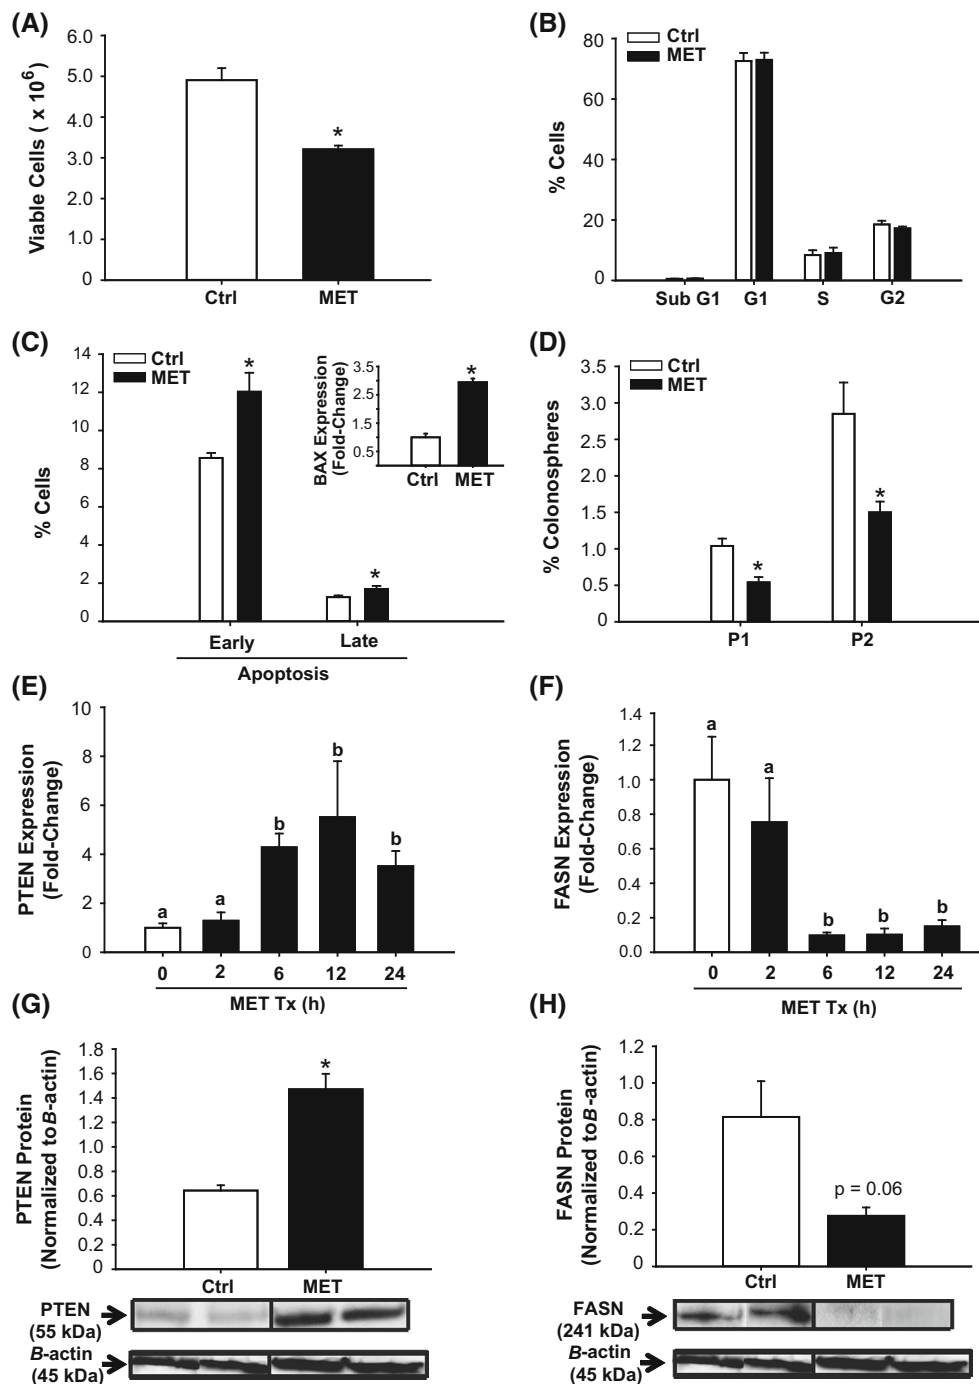 (A)
6.0
5.0
4.0
3.0
2.0
1.0
0
Viable Cells ( x 10⁶)
*
Ctrl
MET
(B)
80
60
40
20
0
% Cells
Ctrl
MET
Sub G1
G1
S
G2
(C)
14
12
10
8
6
4
2
0
% Cells
Ctrl
MET
*
*
Early
Late
Apoptosis
BAX Expression
(Fold-Change)
3.5
2.5
1.5
0.5
*
Ctrl
MET
(D)
3.5
3.0
2.5
2.0
1.5
1.0
0.5
0
% Colonospheres
Ctrl
MET
*
*
P1
P2
(E)
10
8
6
4
2
0
PTEN Expression
(Fold-Change)
a
a
b
b
b
0
2
6
12
24
MET Tx (h)
(F)
1.4
1.2
1.0
0.8
0.6
0.4
0.2
0.0
FASN Expression
(Fold-Change)
a
a
b
b
b
0
2
6
12
24
MET Tx (h)
(G)
1.8
1.6
1.4
1.2
1.0
0.8
0.6
0.4
0.2
0
PTEN Protein
(Normalized toB-actin)
*
Ctrl
MET
PTEN
(55 kDa)
B-actin
(45 kDa)
(H)
1.2
1.0
0.8
0.6
0.4
0.2
0
FASN Protein
(Normalized toB-actin)
p = 0.06
Ctrl
MET
FASN
(241 kDa)
B-actin
(45 kDa)